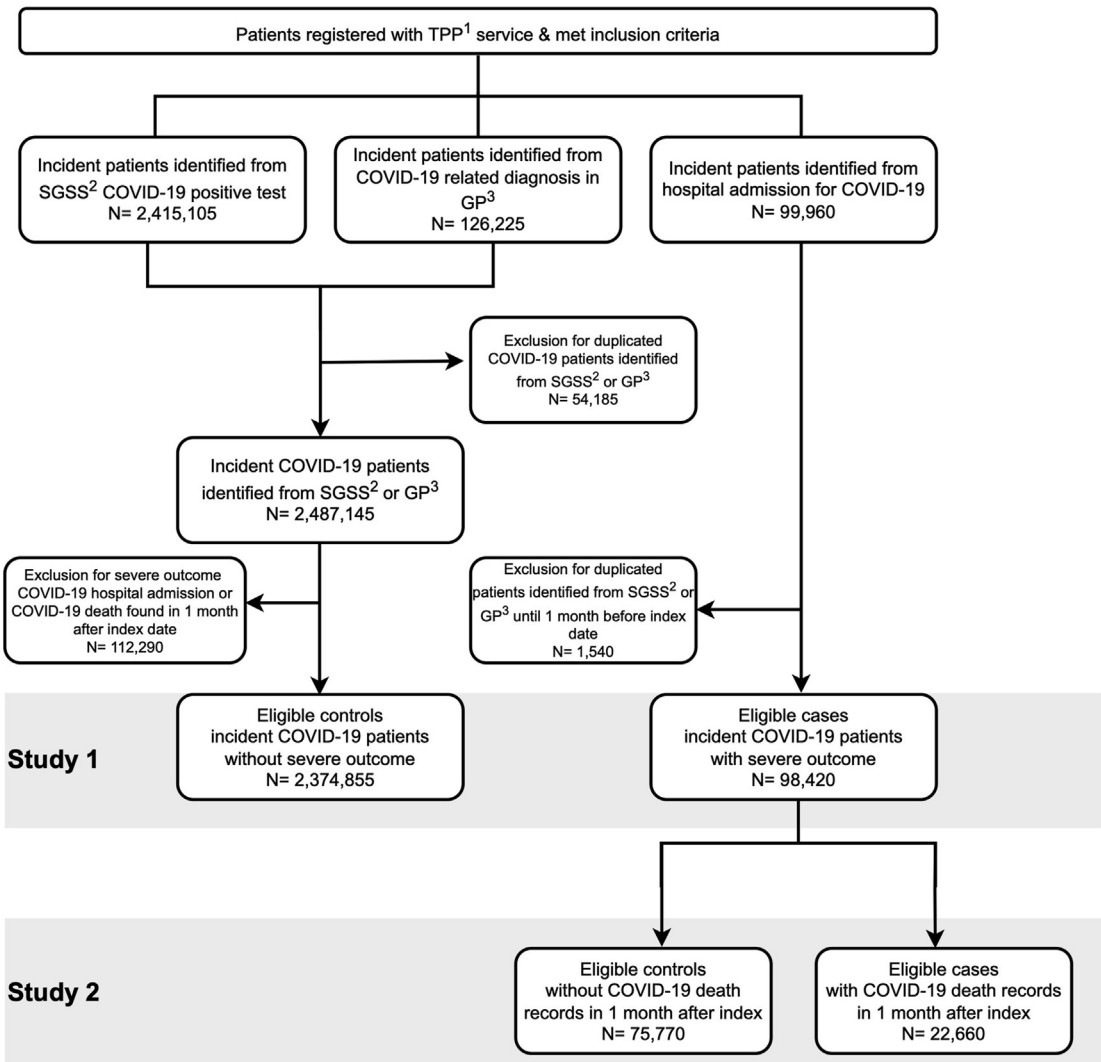 Patients registered with TPP¹ service & met inclusion criteria
Incident patients identified from
SGSS² COVID-19 positive test
N= 2,415,105
Incident patients identified from
COVID-19 related diagnosis in
GP³
N= 126,225
Incident patients identified from
hospital admission for COVID-19
N= 99,960
Exclusion for duplicated
COVID-19 patients identified
from SGSS² or GP³
N= 54,185
Incident COVID-19 patients
identified from SGSS² or GP³
N= 2,487,145
Exclusion for severe outcome
COVID-19 hospital admission or
COVID-19 death found in 1 month
after index date
N= 112,290
Exclusion for duplicated
patients identified from SGSS² or
GP³ until 1 month before index
date
N= 1,540
Study 1
Eligible controls
incident COVID-19 patients
without severe outcome
N= 2,374,855
Eligible cases
incident COVID-19 patients
with severe outcome
N= 98,420
Study 2
Eligible controls
without COVID-19 death
records in 1 month after index
N= 75,770
Eligible cases
with COVID-19 death records
in 1 month after index
N= 22,660